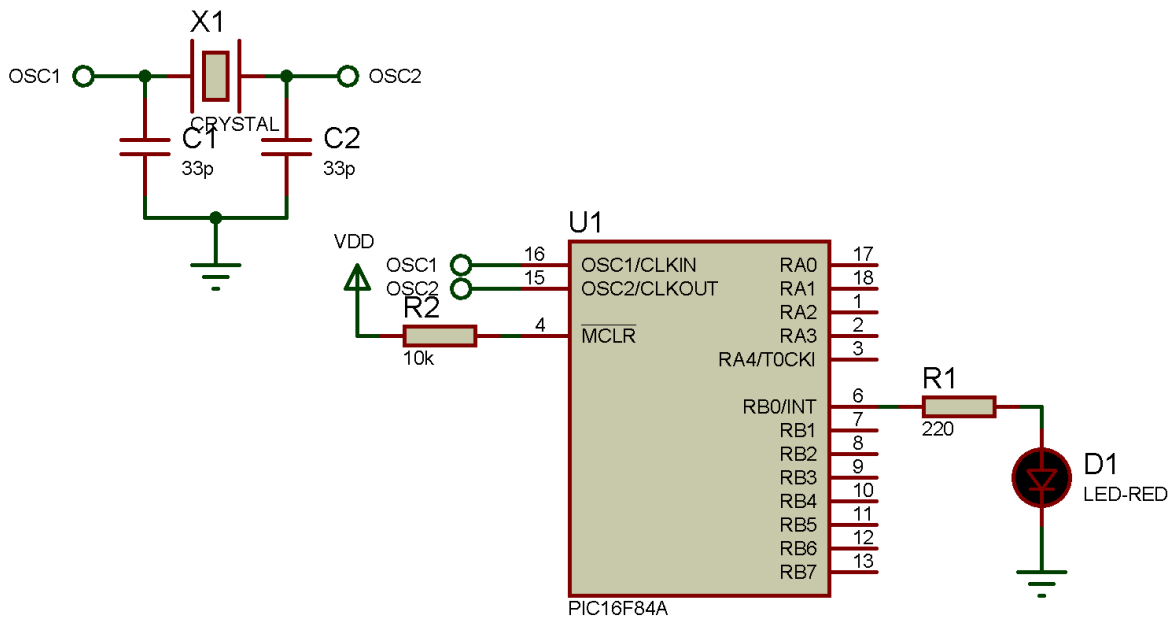 X1
OSC1
OSC2
CRYSTAL
C1
33p
C2
33p
U1
VDD
OSC1
16
OSC1/CLKIN
RA0
17
OSC2
15
OSC2/CLKOUT
RA1
18
R2
10k
4
MCLR
RA2
1
RA3
2
RA4/T0CKI
3
RB0/INT
6
R1
220
RB1
7
RB2
8
RB3
9
RB4
10
RB5
11
RB6
12
RB7
13
D1
LED-RED
PIC16F84A